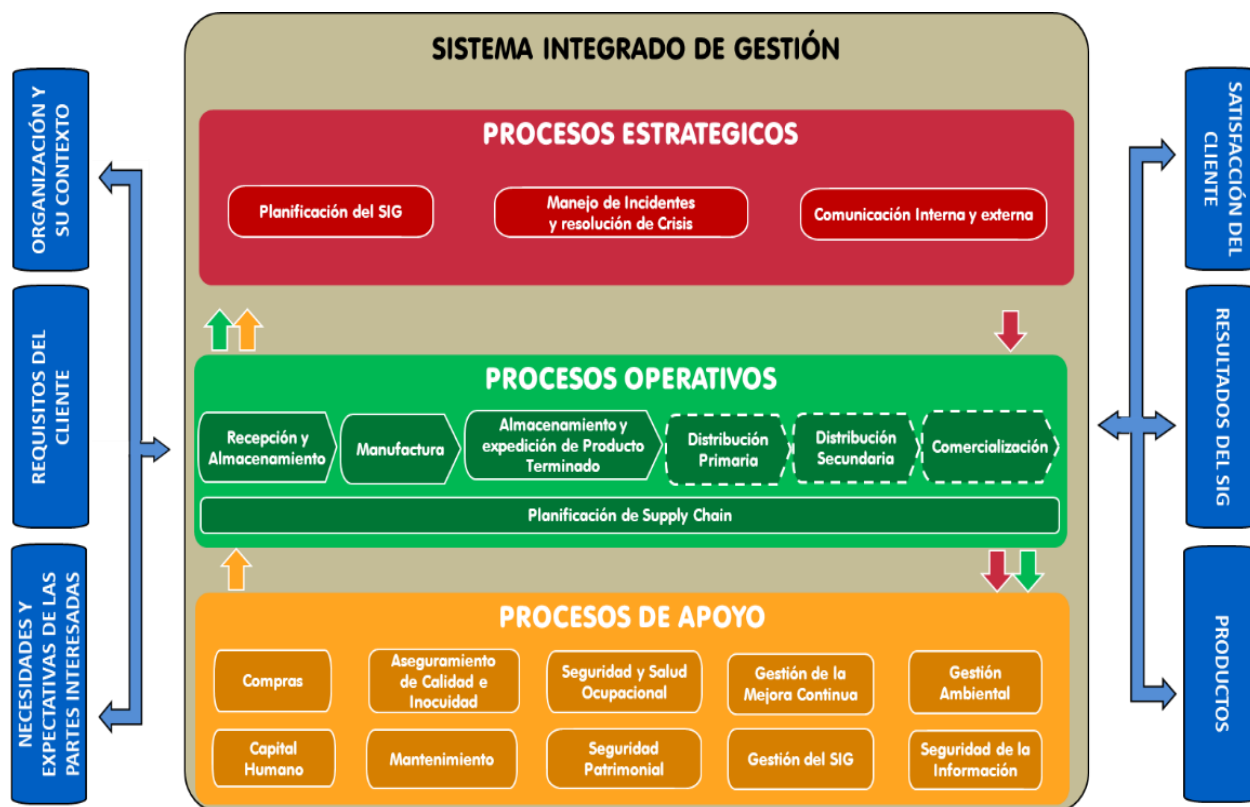 SISTEMA INTEGRADO DE GESTIÓN
ORGANIZACIÓN Y
SU CONTEXTO
REQUISITOS DEL
CLIENTE
NECESIDADES Y
EXPECTATIVAS DE LAS
PARTES INTERESADAS
PROCESOS ESTRATEGICOS
Planificación del SIG
Manejo de Incidentes
y resolución de Crisis
Comunicación Interna y externa
PROCESOS OPERATIVOS
Recepción y
Almacenamiento
Manufactura
Almacenamiento y
expedición de Producto
Terminado
Distribución
Primaria
Distribución
Secundaria
Comercialización
Planificación de Supply Chain
PROCESOS DE APOYO
Compras
Aseguramiento
de Calidad e
Inocuidad
Seguridad y Salud
Ocupacional
Gestión de la
Mejora Continua
Gestión
Ambiental
Capital
Humano
Mantenimiento
Seguridad
Patrimonial
Gestión del SIG
Seguridad de la
Información
SATISFACCIÓN DEL
CLIENTE
RESULTADOS DEL SIG
PRODUCTOS